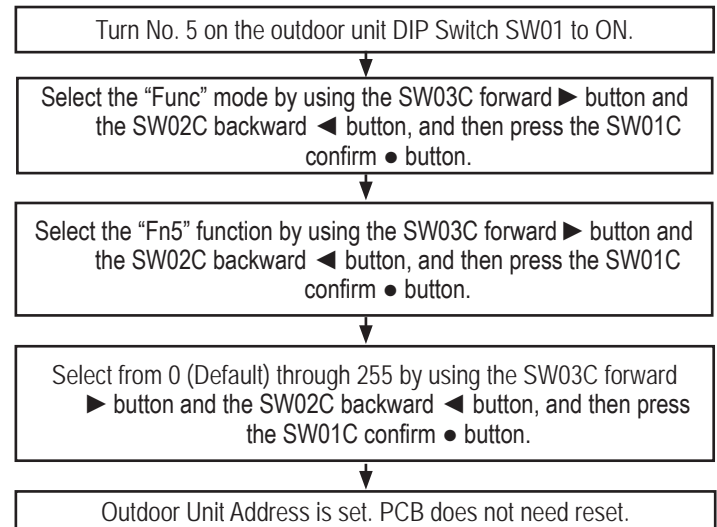 Turn No. 5 on the outdoor unit DIP Switch SW01 to ON.
Select the “Func” mode by using the SW03C forward ► button and
the SW02C backward ◄ button, and then press the SW01C
confirm ● button.
Select the “Fn5” function by using the SW03C forward ► button and
the SW02C backward ◄ button, and then press the SW01C
confirm ● button.
Select from 0 (Default) through 255 by using the SW03C forward
► button and the SW02C backward ◄ button, and then press
the SW01C confirm ● button.
Outdoor Unit Address is set. PCB does not need reset.